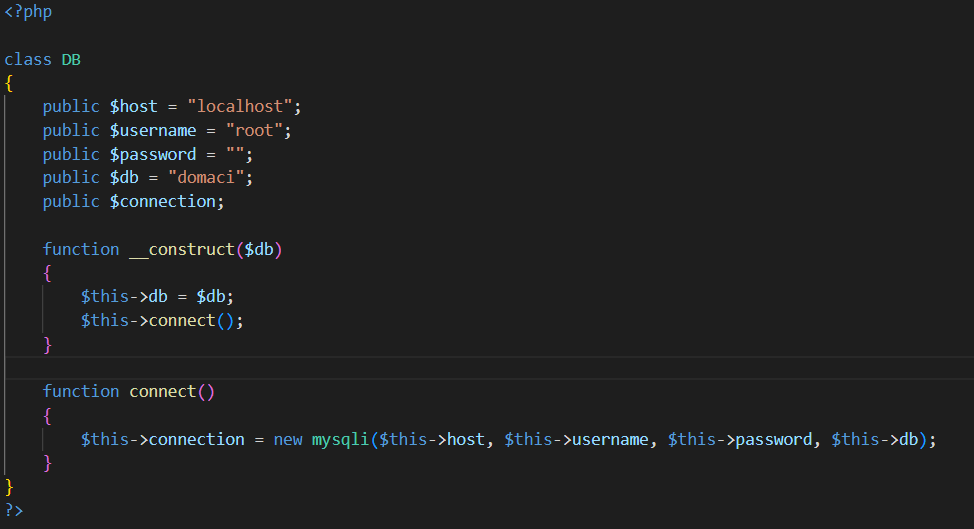 <?php
class DB
{
    public $host = "localhost";
    public $username = "root";
    public $password = "";
    public $db = "domaci";
    public $connection;
    function __construct($db)
    {
        $this->db = $db;
        $this->connect();
    }
    function connect()
    {
        $this->connection = new mysqli($this->host, $this->username, $this->password, $this->db);
    }
}
?>